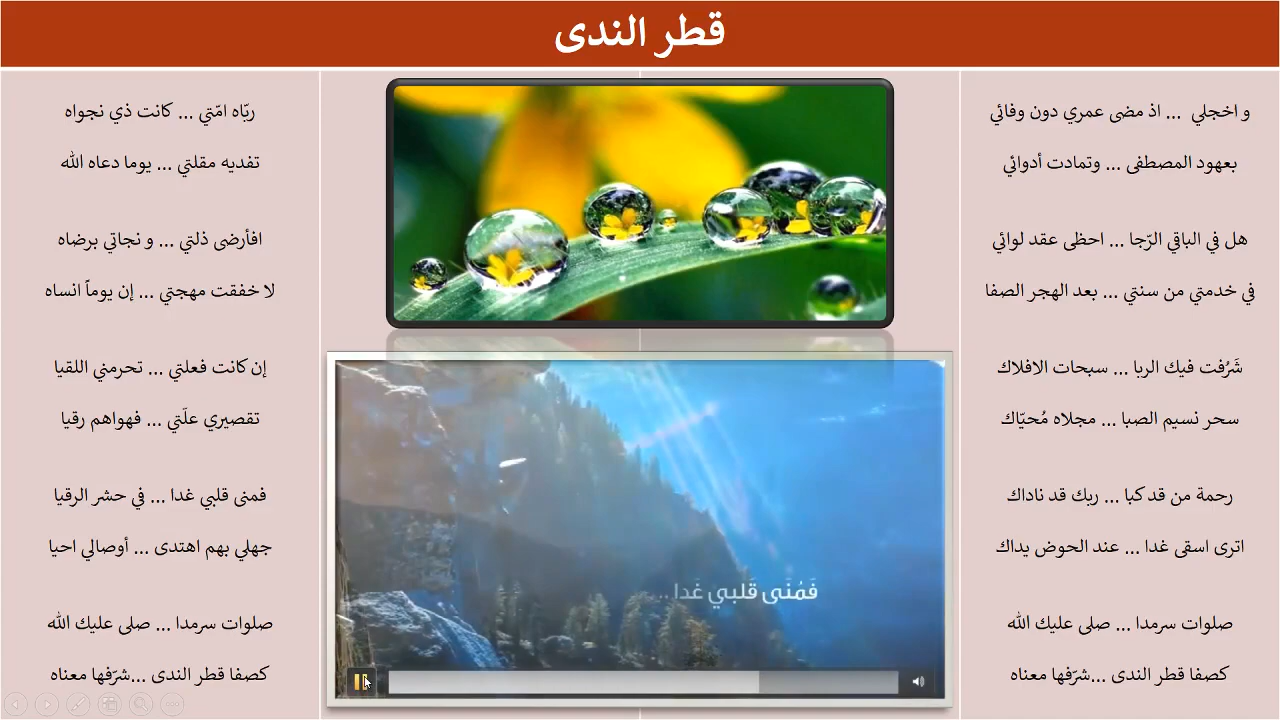 قطر الندى
و اخجلي ... اذ مضى عمري دون وفائي
بعهود المصطفى ... وتمادت أدوائي
هل في الباقي الرّجا ... احظى عقد لوائي
في خدمتي من سنتي ... بعد الهجر الصفا
شَرُفت فيك الربا ... سبحات الافلاك
سحر نسيم الصبا ... مجلاه مُحيّاك
رحمة من قد كبا ... ربك قد ناداك
اترى اسقى غدا ... عند الحوض يداك
صلوات سرمدا ... صلى عليك الله
كصفا قطر الندى ...شرّفها معناه
ربّاه امّتي ... كانت ذي نجواه
تفديه مقلتي ... يوما دعاه الله
افأرضى ذلتي ... و نجاتي برضاه
لا خفقت مهجتي ... إن يوماً انساه
إن كانت فعلتي ... تحرمني اللقيا
تقصيري علّتي ... فهواهم رقيا
فمنى قلبي غدا ... في حشر الرقيا
جهلي بهم اهتدى ... أوصالي احيا
صلوات سرمدا ... صلى عليك الله
كصفا قطر الندى ...شرّفها معناه
فَمُنَى قَلبي غَدا ...